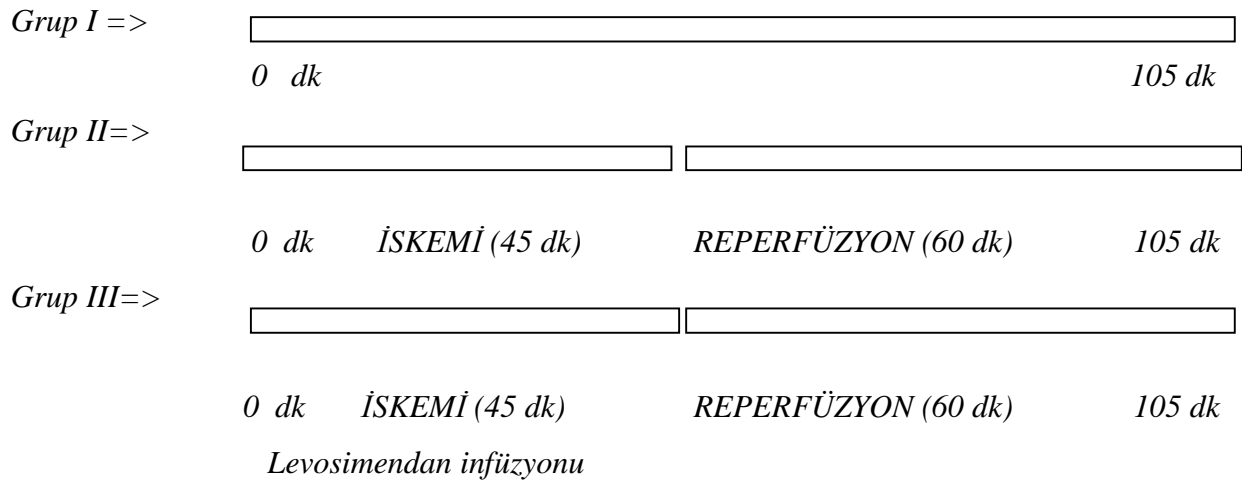 Grup I =>
0 dk 105 dk
Grup II=>
0 dk İSKEMİ (45 dk) REPERFÜZYON (60 dk) 105 dk
Grup III=>
0 dk İSKEMİ (45 dk) REPERFÜZYON (60 dk) 105 dk
Levosimendan infüzyonu